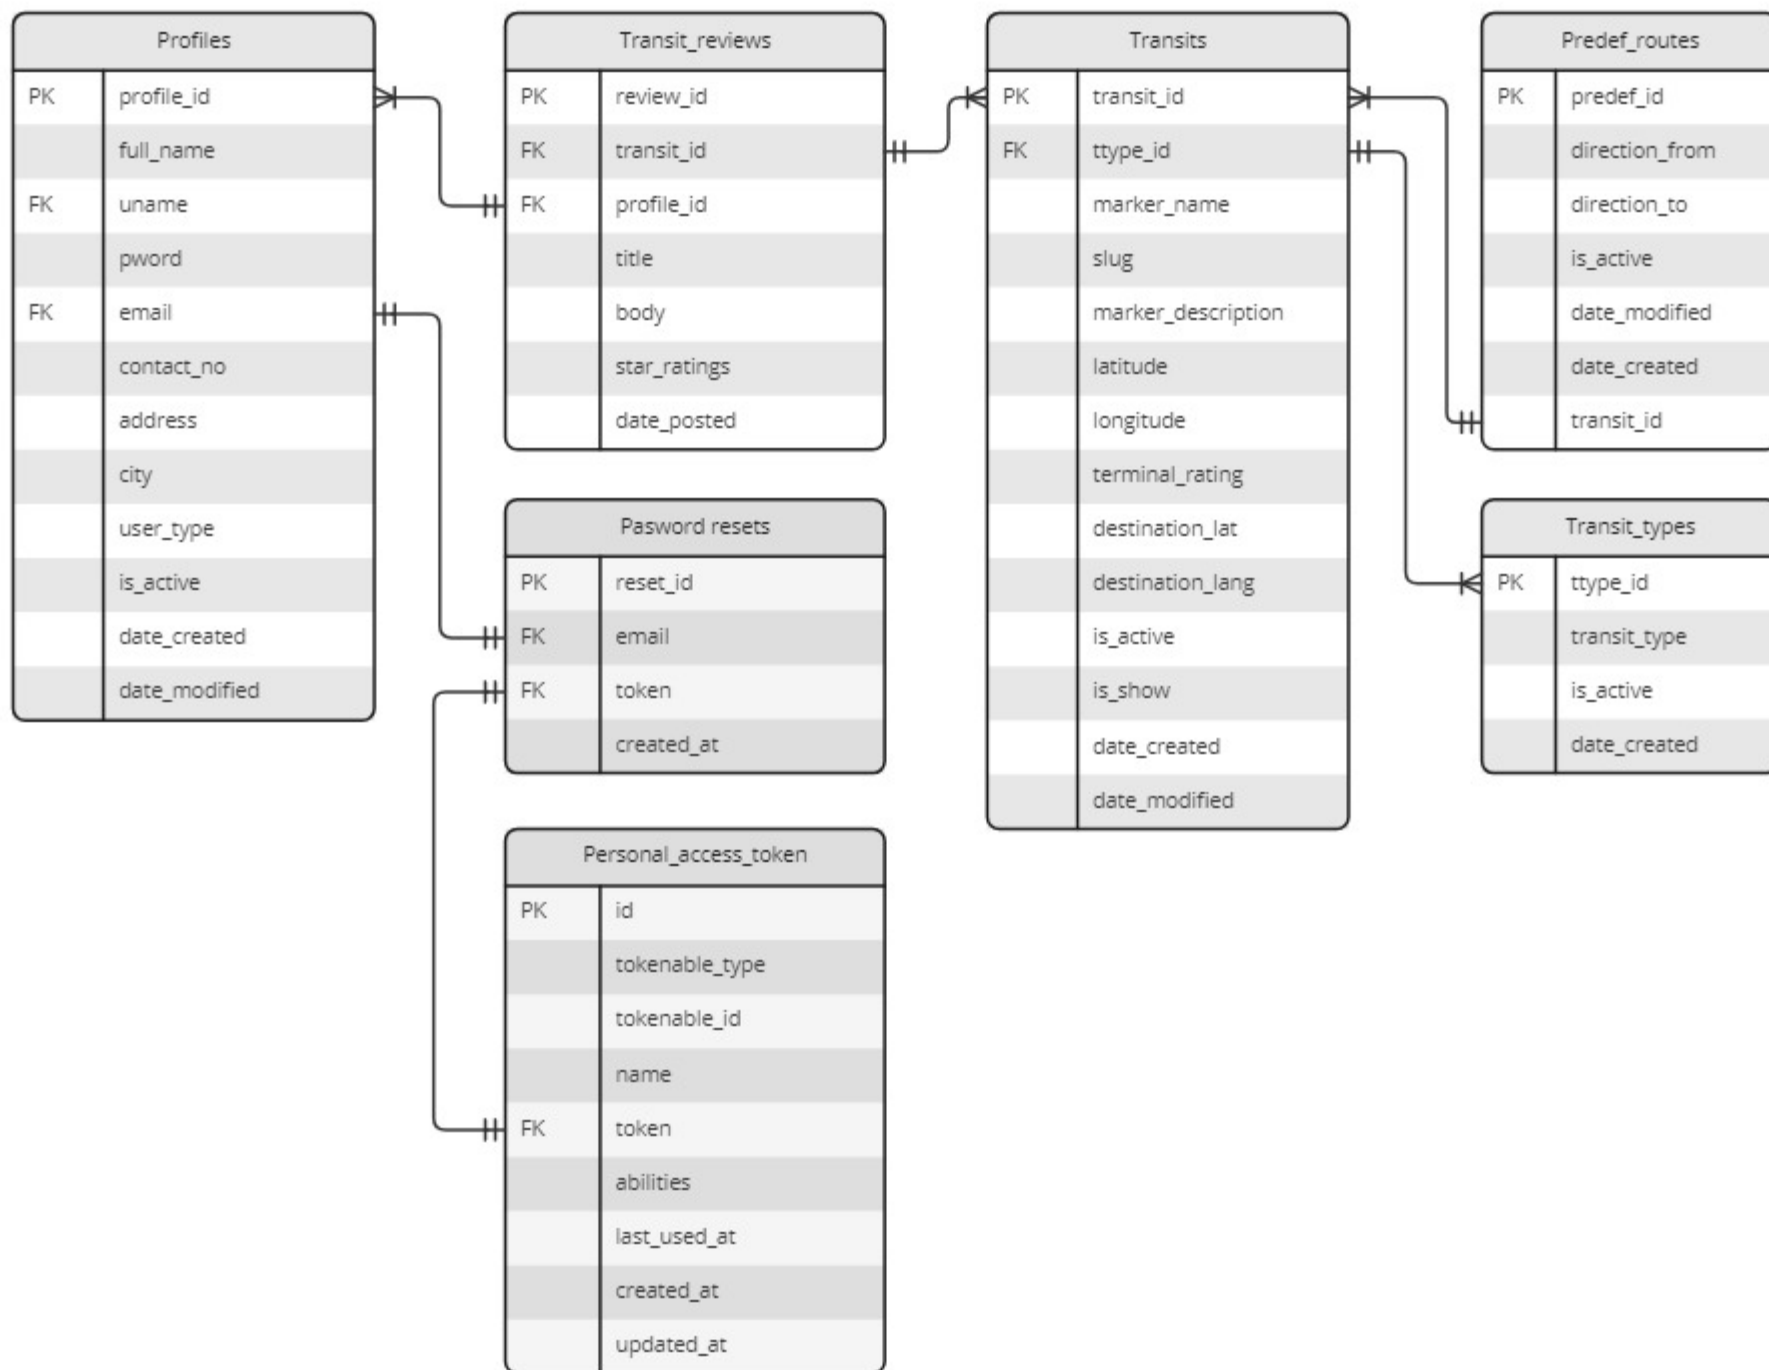 Profiles
PK profile_id
full_name
FK uname
pword
FK email
contact_no
address
city
user_type
is_active
date_created
date_modified
Transit_reviews
PK review_id
FK transit_id
FK profile_id
title
body
star_ratings
date_posted
Pasword resets
PK reset_id
FK email
FK token
created_at
Personal_access_token
PK id
tokenable_type
tokenable_id
name
FK token
abilities
last_used_at
created_at
updated_at
Transits
PK transit_id
FK ttype_id
marker_name
slug
marker_description
latitude
longitude
terminal_rating
destination_lat
destination_lang
is_active
is_show
date_created
date_modified
Predef_routes
PK predef_id
direction_from
direction_to
is_active
date_modified
date_created
transit_id
Transit_types
PK ttype_id
transit_type
is_active
date_created